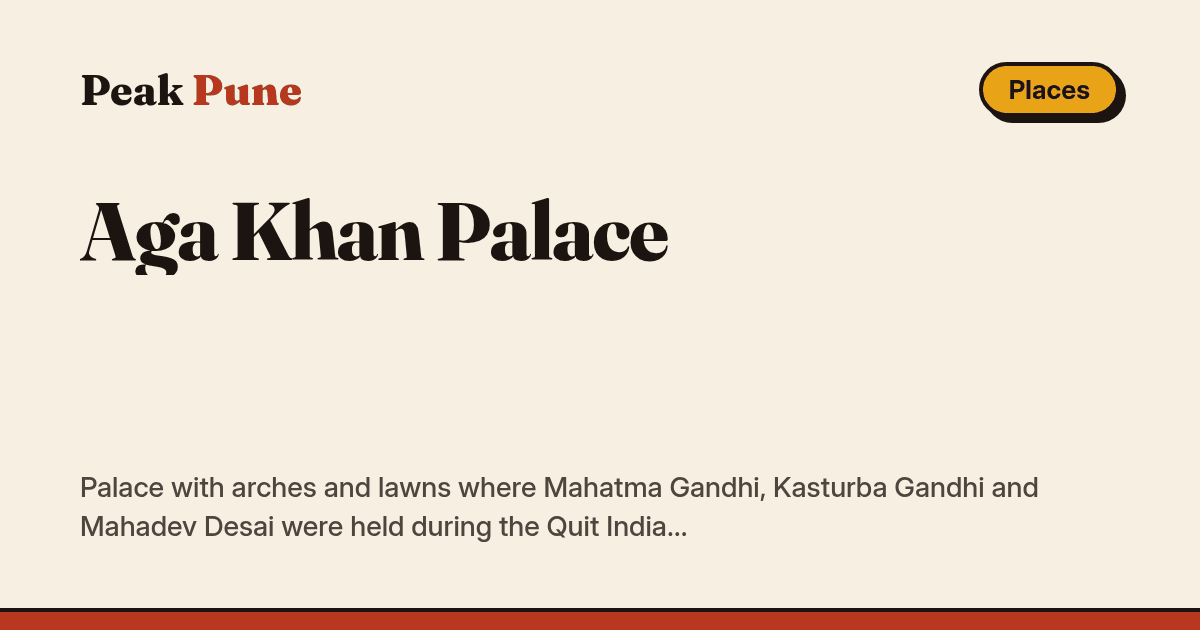 Peak Pune
Places
Aga Khan Palace
Palace with arches and lawns where Mahatma Gandhi, Kasturba Gandhi and
Mahadev Desai were held during the Quit India...